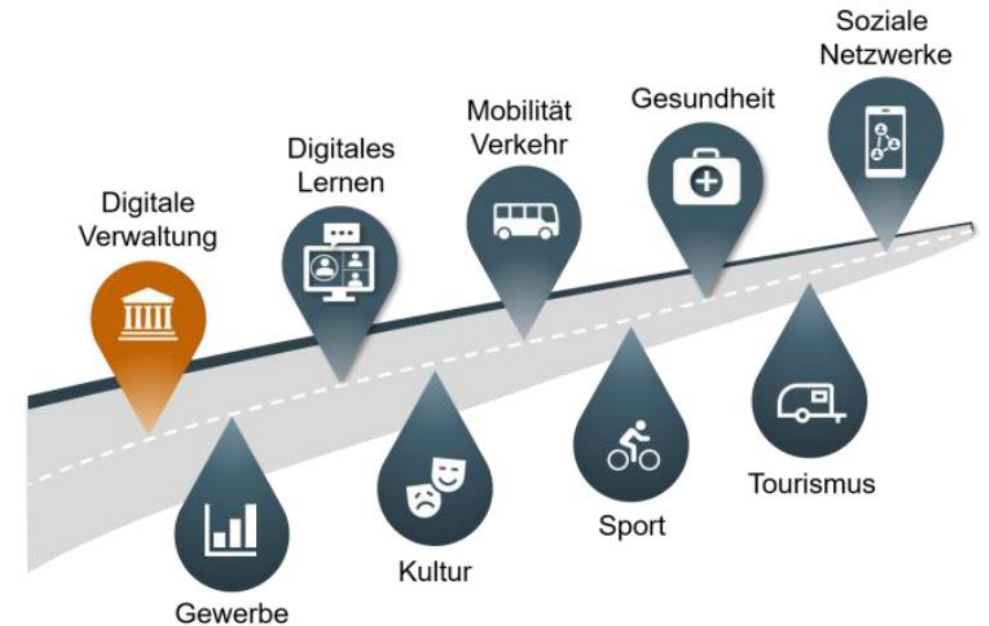 Soziale
Netzwerke
Gesundheit
Mobilität
Verkehr
Digitales
Lernen
Digitale
Verwaltung
Tourismus
Sport
Kultur
Gewerbe